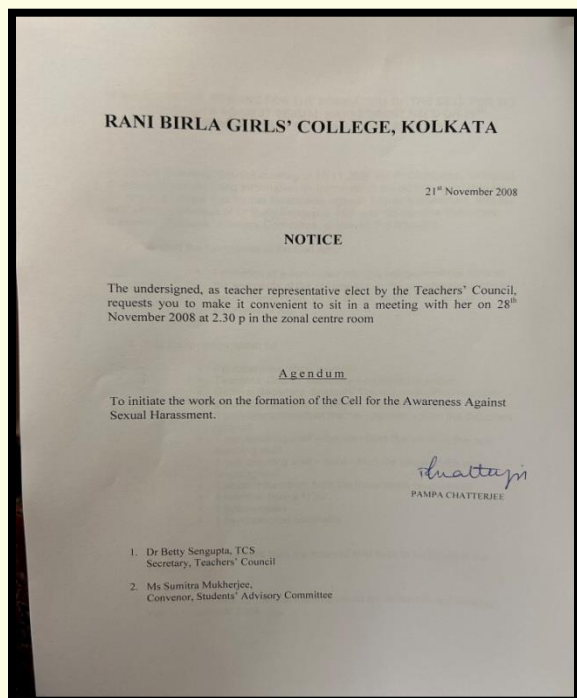 RANI BIRLA GIRLS' COLLEGE, KOLKATA
21st November 2008
NOTICE
The undersigned, as teacher representative elect by the Teachers' Council,
requests you to make it convenient to sit in a meeting with her on 28th
November 2008 at 2.30 p in the zonal centre room
Agendum
To initiate the work on the formation of the Cell for the Awareness Against
Sexual Harassment.
PAMPA CHATTERJEE
1. Dr Betty Sengupta, TCS
Secretary, Teachers' Council
2. Ms Sumitra Mukherjee,
Convenor, Students' Advisory Committee